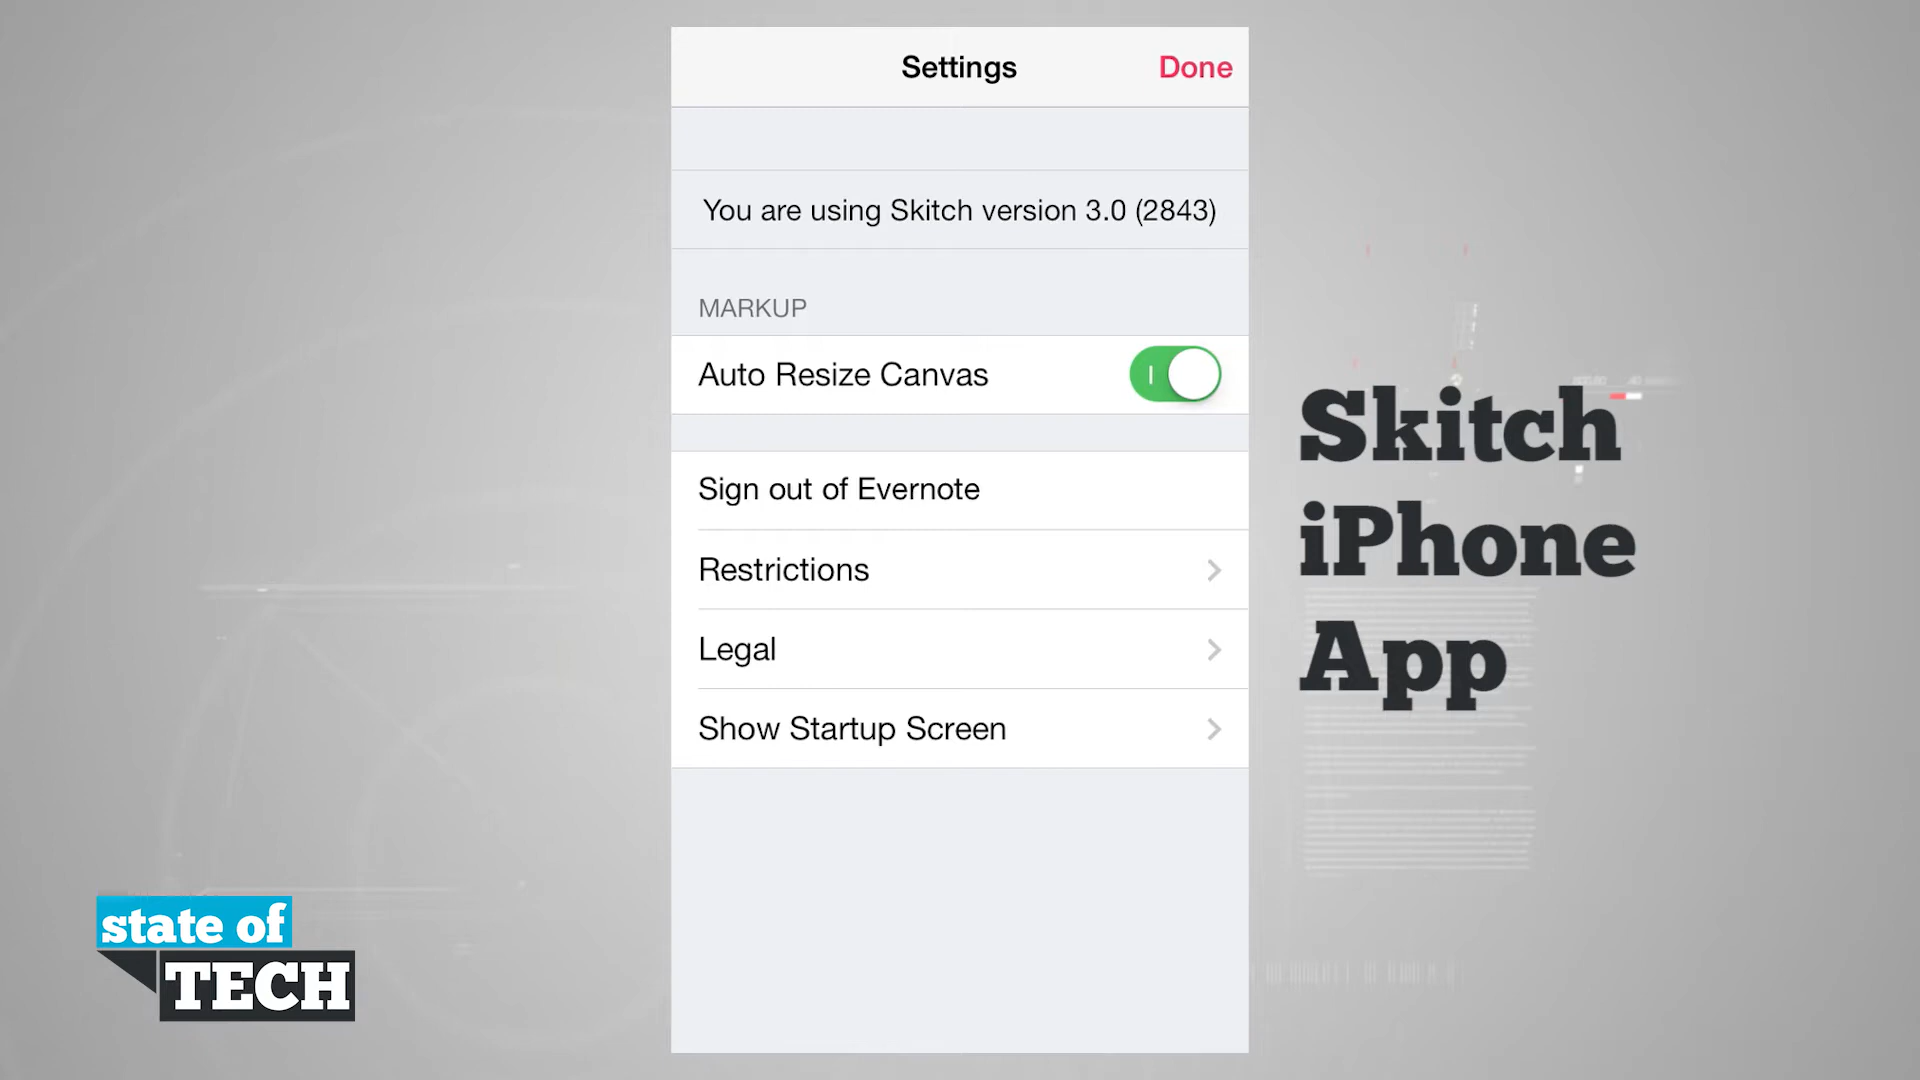 Settings
Done
You are using Skitch version 3.0 (2843)
MARKUP
Auto Resize Canvas
Sign out of Evernote
Restrictions
Legal
Show Startup Screen
Skitch
iPhone
App
state of
TECH